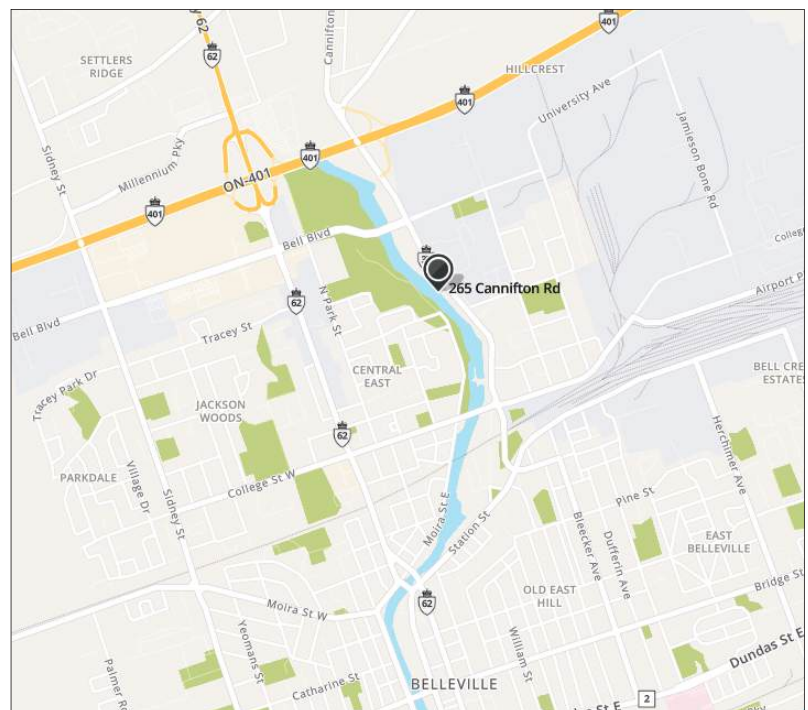 y 62
Cannifton
401
62
401
SETTLERS
RIDGE
HILLCREST
University Ave
Sidney St
Millennium Pky
401
ON-401
Jamieson Bone Rd
401
Bell Blvd
College
265 Cannifton Rd
Airport P
62
N Park St
Bell Blvd
Tracey St
Tracey Park Dr
CENTRAL
EAST
BELL CRE
ESTATE
JACKSON
WOODS
62
Herchimer Ave
PARKDALE
Village Dr
Sidney St
College St W
Moira St E
Station St
Pine St
Bleecker Ave
Dufferin Ave
EAST
BELLEVILLE
Bridge St
OLD EAST
HILL
62
Moira St W
Yeomans St
William St
Dundas St E
Palmer Ro
Catharine St
BELLEVILLE
2
s St E